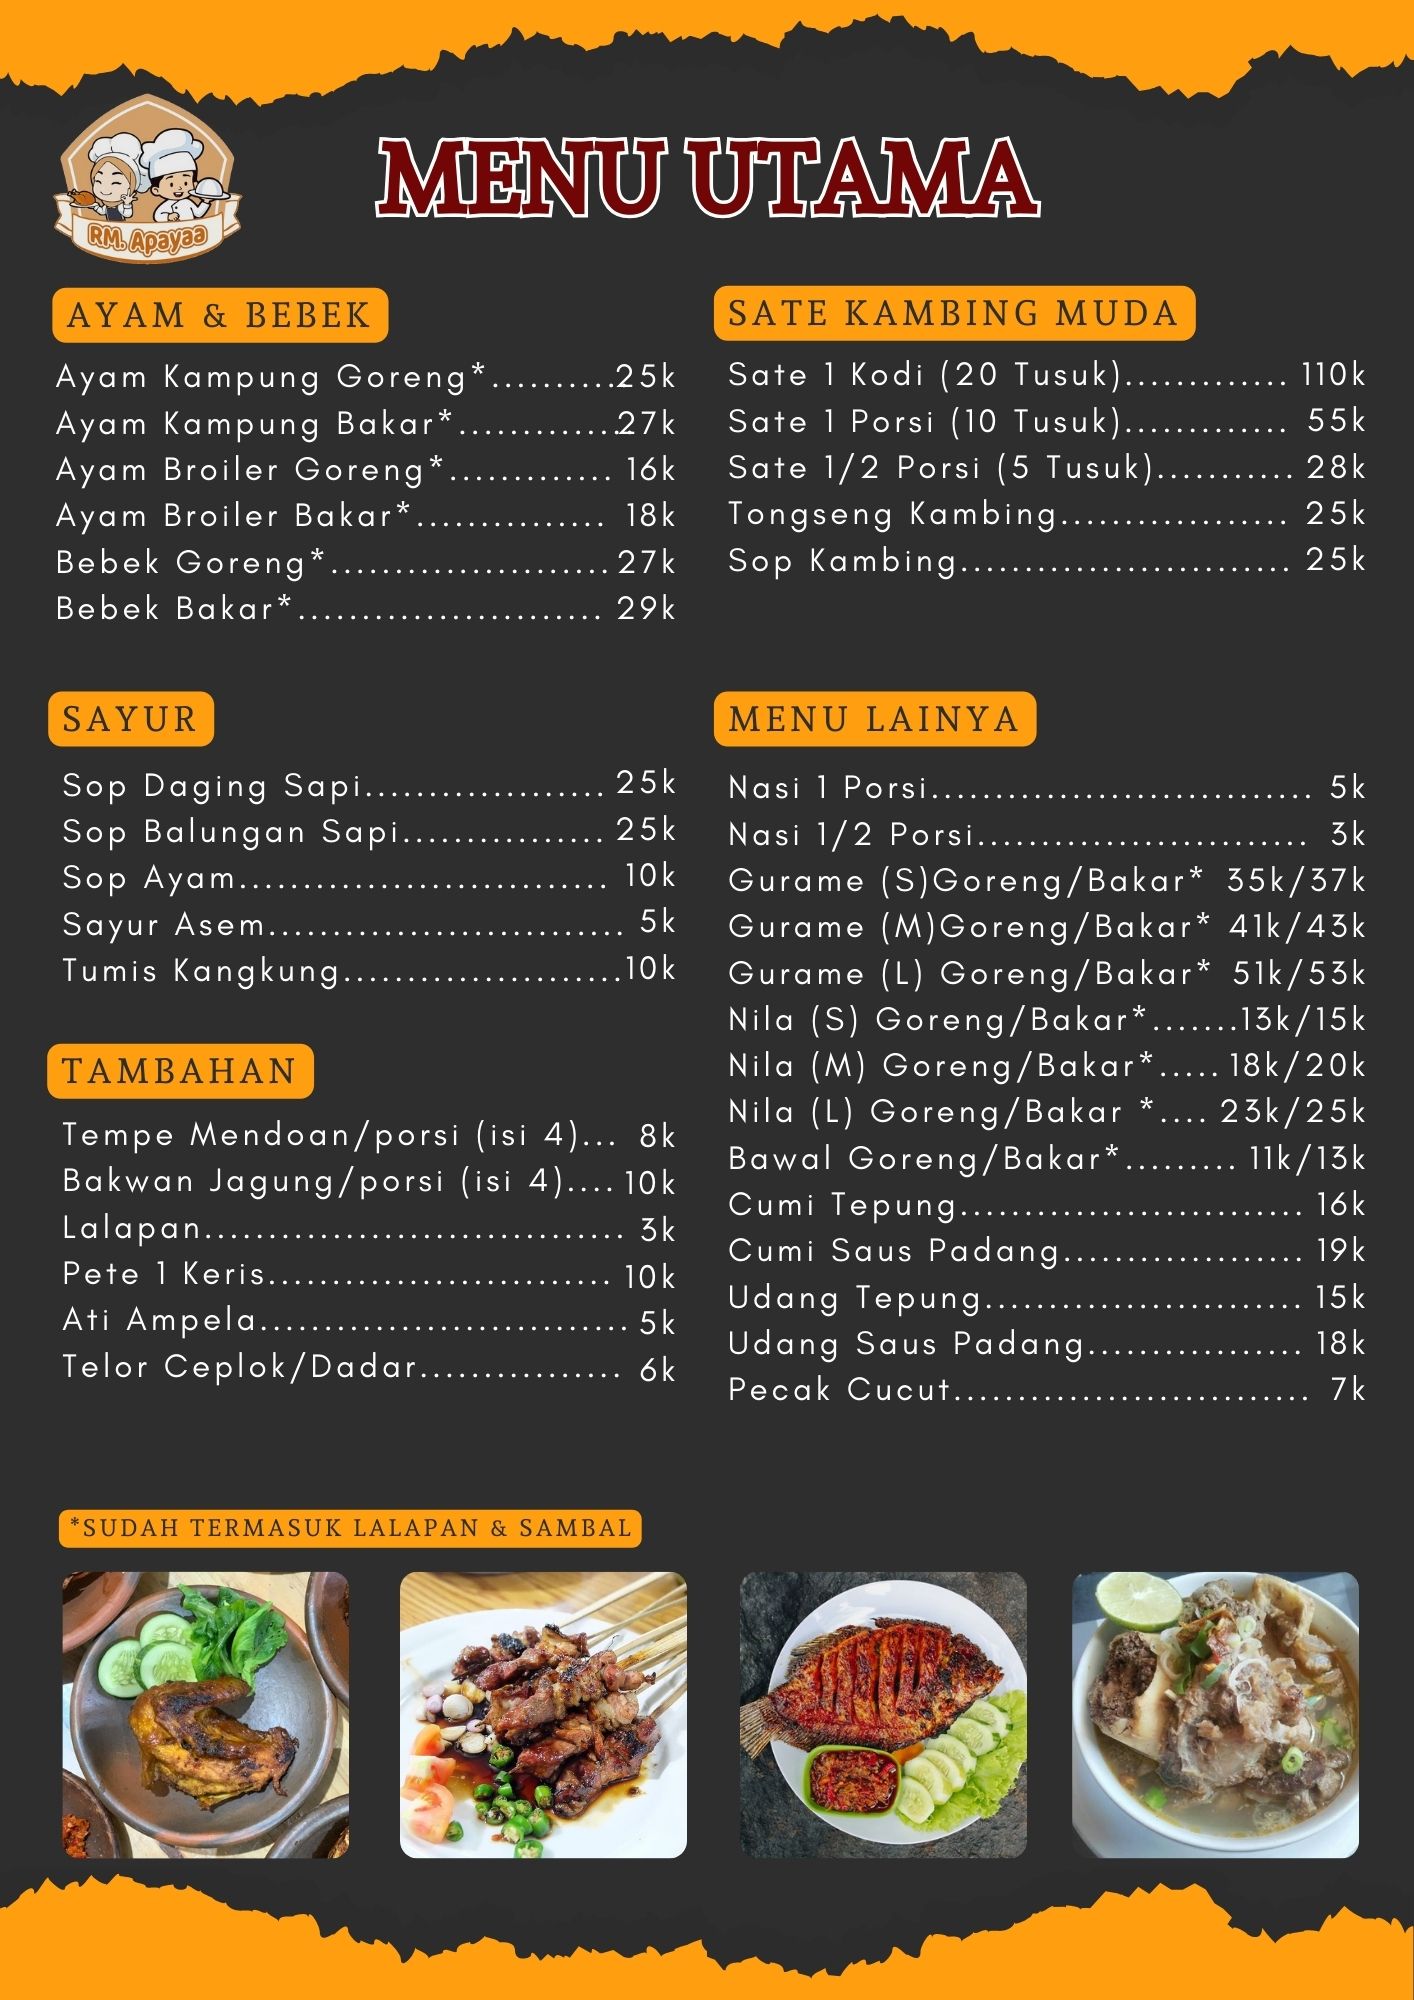 RM. Apayaa
MENU UTAMA
AYAM & BEBEK
Ayam Kampung Goreng*..........25k
Ayam Kampung Bakar*.............27k
Ayam Broiler Goreng*............. 16k
Ayam Broiler Bakar*............... 18k
Bebek Goreng*...................... 27k
Bebek Bakar*........................ 29k
SATE KAMBING MUDA
Sate 1 Kodi (20 Tusuk)............. 110k
Sate 1 Porsi (10 Tusuk)............. 55k
Sate 1/2 Porsi (5 Tusuk)........... 28k
Tongseng Kambing.................. 25k
Sop Kambing.......................... 25k
SAYUR
Sop Daging Sapi................... 25k
Sop Balungan Sapi................ 25k
Sop Ayam............................. 10k
Sayur Asem............................ 5k
Tumis Kangkung......................10k
TAMBAHAN
Tempe Mendoan/porsi (isi 4)... 8k
Bakwan Jagung/porsi (isi 4).... 10k
Lalapan................................. 3k
Pete 1 Keris........................... 10k
Ati Ampela............................. 5k
Telor Ceplok/Dadar................ 6k
MENU LAINYA
Nasi 1 Porsi.............................. 5k
Nasi 1/2 Porsi.......................... 3k
Gurame (S)Goreng/Bakar* 35k/37k
Gurame (M)Goreng/Bakar* 41k/43k
Gurame (L) Goreng/Bakar* 51k/53k
Nila (S) Goreng/Bakar*.......13k/15k
Nila (M) Goreng/Bakar*..... 18k/20k
Nila (L) Goreng/Bakar *.... 23k/25k
Bawal Goreng/Bakar*......... 11k/13k
Cumi Tepung........................... 16k
Cumi Saus Padang................... 19k
Udang Tepung......................... 15k
Udang Saus Padang................. 18k
Pecak Cucut............................ 7k
*SUDAH TERMASUK LALAPAN & SAMBAL